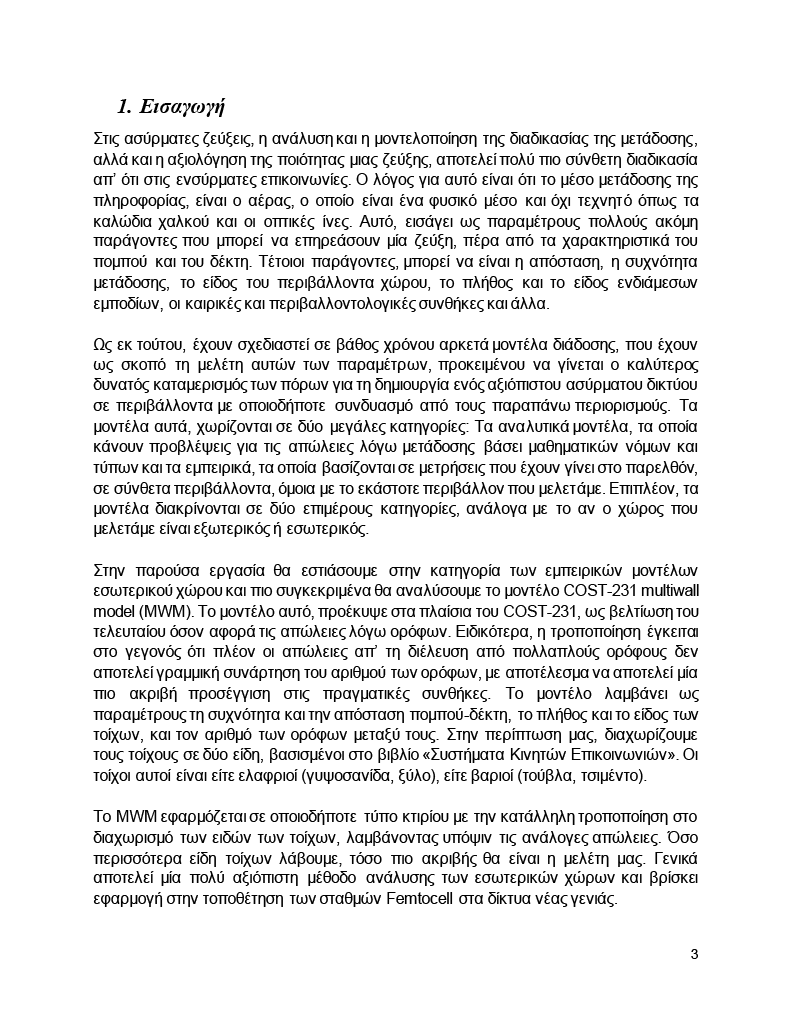 1. Εισαγωγή
Στις ασύρματες ζεύξεις, η ανάλυση και η μοντελοποίηση της διαδικασίας της μετάδοσης,
αλλά και η αξιολόγηση της ποιότητας μιας ζεύξης, αποτελεί πολύ πιο σύνθετη διαδικασία
απ’ ότι στις ενσύρματες επικοινωνίες. Ο λόγος για αυτό είναι ότι το μέσο μετάδοσης της
πληροφορίας, είναι ο αέρας, ο οποίο είναι ένα φυσικό μέσο και όχι τεχνητό όπως τα
καλώδια χαλκού και οι οπτικές ίνες. Αυτό, εισάγει ως παραμέτρους πολλούς ακόμη
παράγοντες που μπορεί να επηρεάσουν μία ζεύξη, πέρα από τα χαρακτηριστικά του
πομπού και του δέκτη. Τέτοιοι παράγοντες, μπορεί να είναι η απόσταση, η συχνότητα
μετάδοσης, το είδος του περιβάλλοντα χώρου, το πλήθος και το είδος ενδιάμεσων
εμποδίων, οι καιρικές και περιβαλλοντολογικές συνθήκες και άλλα.
Ως εκ τούτου, έχουν σχεδιαστεί σε βάθος χρόνου αρκετά μοντέλα διάδοσης, που έχουν
ως σκοπό τη μελέτη αυτών των παραμέτρων, προκειμένου να γίνεται ο καλύτερος
δυνατός καταμερισμός των πόρων για τη δημιουργία ενός αξιόπιστου ασύρματου δικτύου
σε περιβάλλοντα με οποιοδήποτε συνδυασμό από τους παραπάνω περιορισμούς. Τα
μοντέλα αυτά, χωρίζονται σε δύο μεγάλες κατηγορίες: Τα αναλυτικά μοντέλα, τα οποία
κάνουν προβλέψεις για τις απώλειες λόγω μετάδοσης βάσει μαθηματικών νόμων και
τύπων και τα εμπειρικά, τα οποία βασίζονται σε μετρήσεις που έχουν γίνει στο παρελθόν,
σε σύνθετα περιβάλλοντα, όμοια με το εκάστοτε περιβάλλον που μελετάμε. Επιπλέον, τα
μοντέλα διακρίνονται σε δύο επιμέρους κατηγορίες, ανάλογα με το αν ο χώρος που
μελετάμε είναι εξωτερικός ή εσωτερικός.
Στην παρούσα εργασία θα εστιάσουμε στην κατηγορία των εμπειρικών μοντέλων
εσωτερικού χώρου και πιο συγκεκριμένα θα αναλύσουμε το μοντέλο COST-231 multiwall
model (MWM). Το μοντέλο αυτό, προέκυψε στα πλαίσια του COST-231, ως βελτίωση του
τελευταίου όσον αφορά τις απώλειες λόγω ορόφων. Ειδικότερα, η τροποποίηση έγκειται
στο γεγονός ότι πλέον οι απώλειες απ’ τη διέλευση από πολλαπλούς ορόφους δεν
αποτελεί γραμμική συνάρτηση του αριθμού των ορόφων, με αποτέλεσμα να αποτελεί μία
πιο ακριβή προσέγγιση στις πραγματικές συνθήκες. Το μοντέλο λαμβάνει ως
παραμέτρους τη συχνότητα και την απόσταση πομπού-δέκτη, το πλήθος και το είδος των
τοίχων, και τον αριθμό των ορόφων μεταξύ τους. Στην περίπτωση μας, διαχωρίζουμε
τους τοίχους σε δύο είδη, βασισμένοι στο βιβλίο «Συστήματα Κινητών Επικοινωνιών». Οι
τοίχοι αυτοί είναι είτε ελαφριοί (γυψοσανίδα, ξύλο), είτε βαριοί (τούβλα, τσιμέντο).
Το MWM εφαρμόζεται σε οποιοδήποτε τύπο κτιρίου με την κατάλληλη τροποποίηση στο
διαχωρισμό των ειδών των τοίχων, λαμβάνοντας υπόψιν τις ανάλογες απώλειες. Όσο
περισσότερα είδη τοίχων λάβουμε, τόσο πιο ακριβής θα είναι η μελέτη μας. Γενικά
αποτελεί μία πολύ αξιόπιστη μέθοδο ανάλυσης των εσωτερικών χώρων και βρίσκει
εφαρμογή στην τοποθέτηση των σταθμών Femtocell στα δίκτυα νέας γενιάς.
3